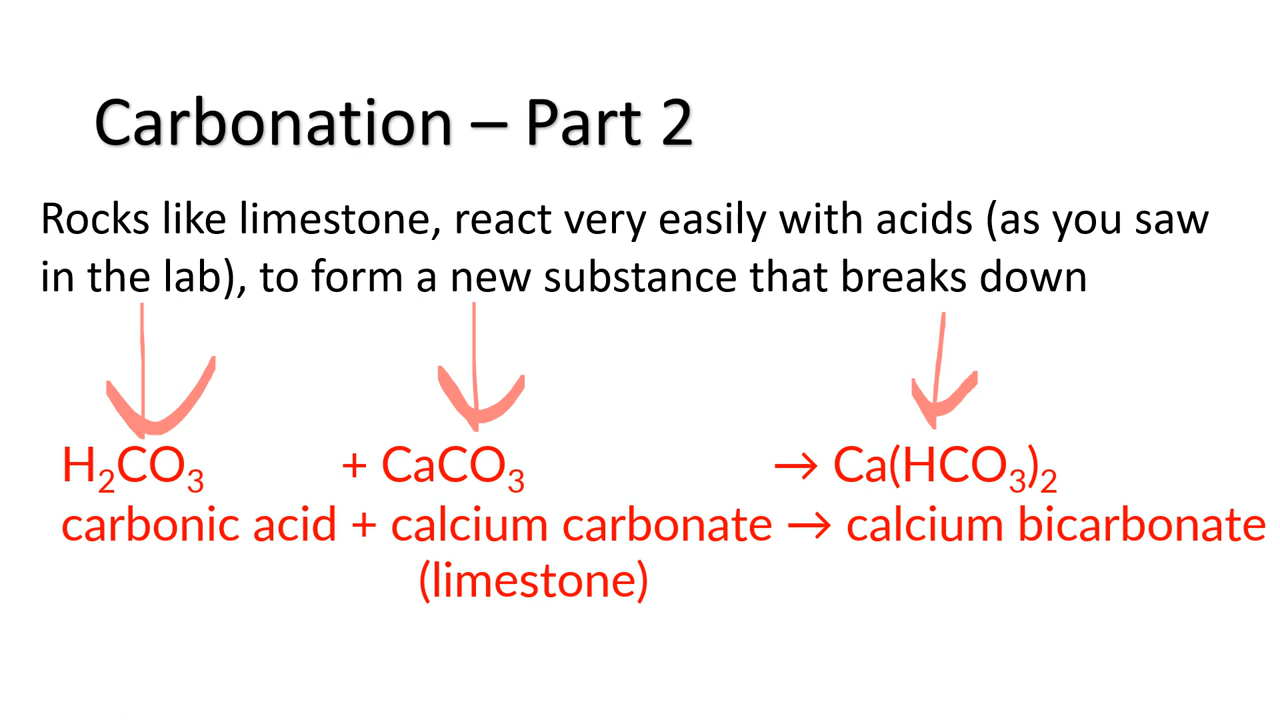 Carbonation – Part 2
Rocks like limestone, react very easily with acids (as you saw
in the lab), to form a new substance that breaks down
H₂CO₃ + CaCO₃ → Ca(HCO₃)₂
carbonic acid + calcium carbonate → calcium bicarbonate
(limestone)